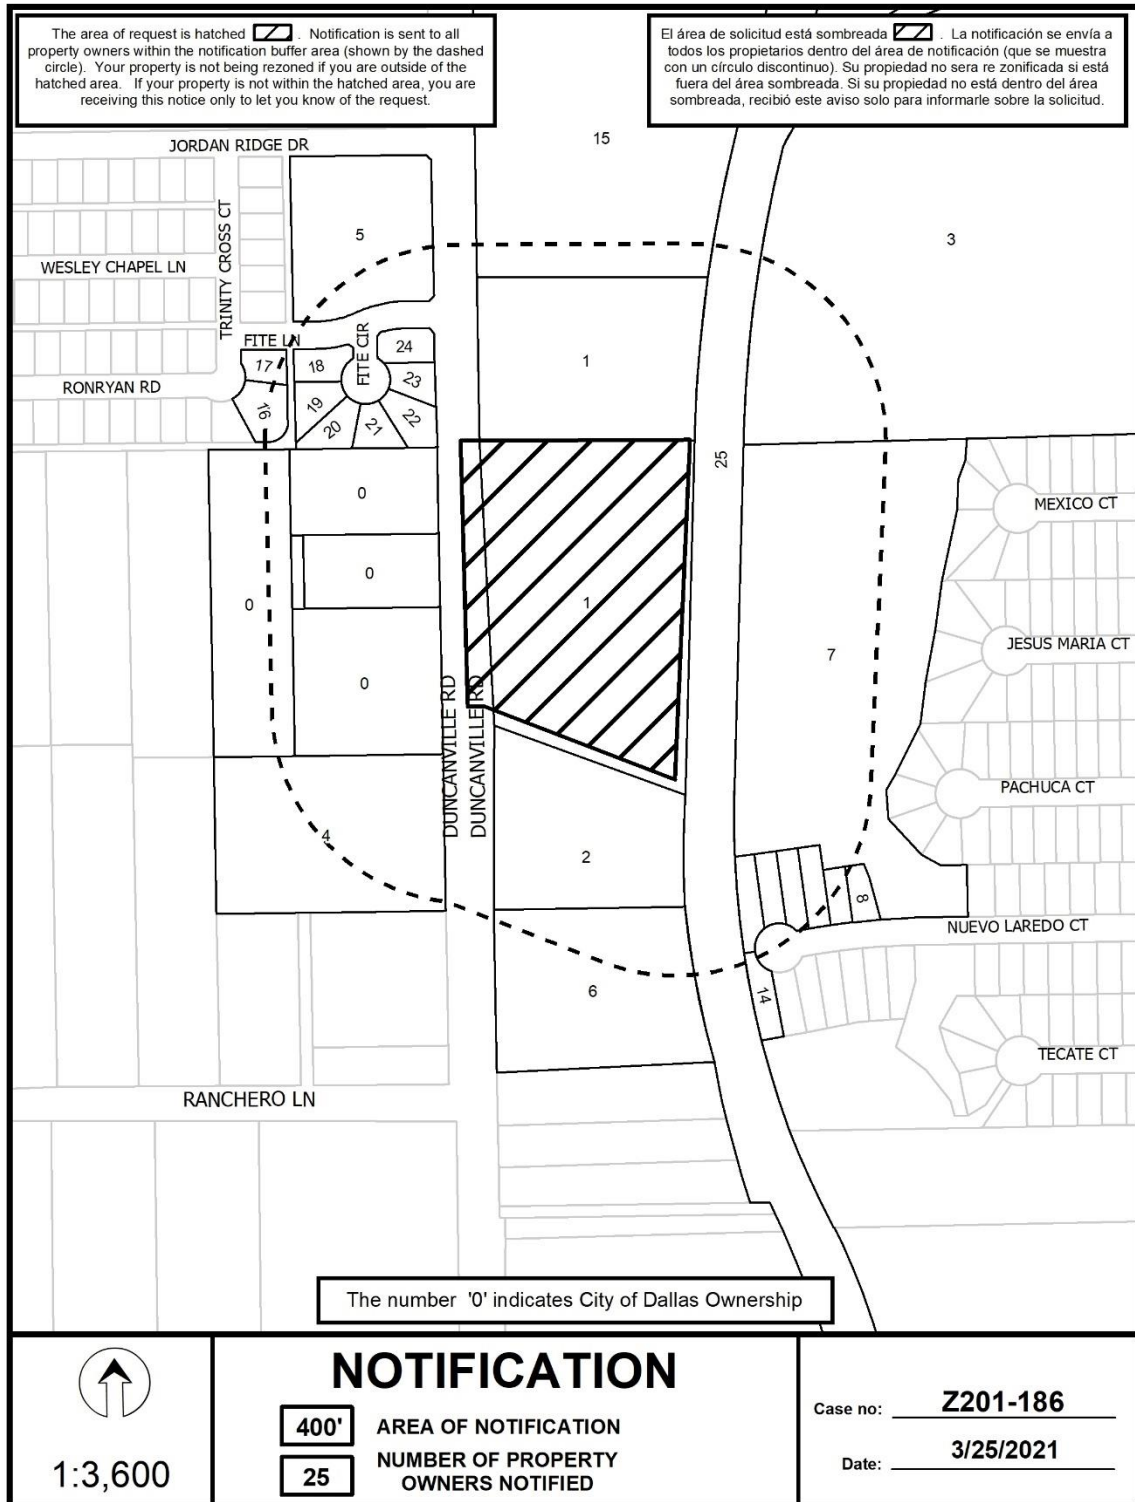 The area of request is hatched . Notification is sent to all
property owners within the notification buffer area (shown by the dashed
circle). Your property is not being rezoned if you are outside of the
hatched area. If your property is not within the hatched area, you are
receiving this notice only to let you know of the request.
El área de solicitud está sombreada . La notificación se envía a
todos los propietarios dentro del área de notificación (que se muestra
con un círculo discontinuo). Su propiedad no sera re zonificada si está
fuera del área sombreada. Si su propiedad no está dentro del área
sombreada, recibió este aviso solo para informarle sobre la solicitud.
15
JORDAN RIDGE DR
TRINITY CROSS CT
5
3
WESLEY CHAPEL LN
FITE LN
FITE CIR
24
17
18
1
23
RONRYAN RD
16
19
22
20
21
25
0
MEXICO CT
0
0
1
JESUS MARIA CT
7
0
DUNCANVILLE RD
DUNCANVILLE RD
PACHUCA CT
4
2
8
NUEVO LAREDO CT
6
14
TECATE CT
RANCHERO LN
The number '0' indicates City of Dallas Ownership
1:3,600
NOTIFICATION
400' AREA OF NOTIFICATION
25 NUMBER OF PROPERTY
OWNERS NOTIFIED
Case no: Z201-186
Date: 3/25/2021